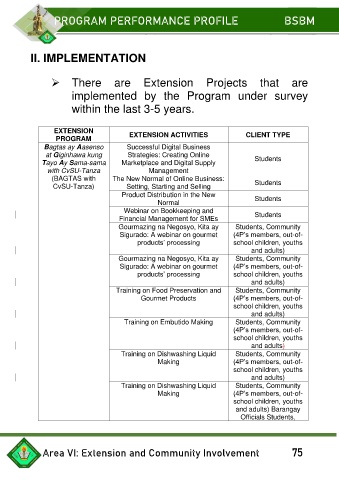 PROGRAM PERFORMANCE PROFILE BSBM
II. IMPLEMENTATION
➢ There are Extension Projects that are
implemented by the Program under survey
within the last 3-5 years.
EXTENSION
PROGRAM
EXTENSION ACTIVITIES
CLIENT TYPE
Bagtas ay Aasenso
at Giginhawa kung
Tayo Ay Sama-sama
with CvSU-Tanza
(BAGTAS with
CvSU-Tanza)
Successful Digital Business
Strategies: Creating Online
Marketplace and Digital Supply
Management
Students
The New Normal of Online Business:
Setting, Starting and Selling
Students
Product Distribution in the New
Normal
Students
Webinar on Bookkeeping and
Financial Management for SMEs
Students
Gourmazing na Negosyo, Kita ay
Sigurado: A webinar on gourmet
products' processing
Students, Community
(4P's members, out-of-
school children, youths
and adults)
Gourmazing na Negosyo, Kita ay
Sigurado: A webinar on gourmet
products' processing
Students, Community
(4P's members, out-of-
school children, youths
and adults)
Training on Food Preservation and
Gourmet Products
Students, Community
(4P's members, out-of-
school children, youths
and adults)
Training on Embutido Making
Students, Community
(4P's members, out-of-
school children, youths
and adults)
Training on Dishwashing Liquid
Making
Students, Community
(4P's members, out-of-
school children, youths
and adults)
Training on Dishwashing Liquid
Making
Students, Community
(4P's members, out-of-
school children, youths
and adults) Barangay
Officials Students,
Area VI: Extension and Community Involvement 75